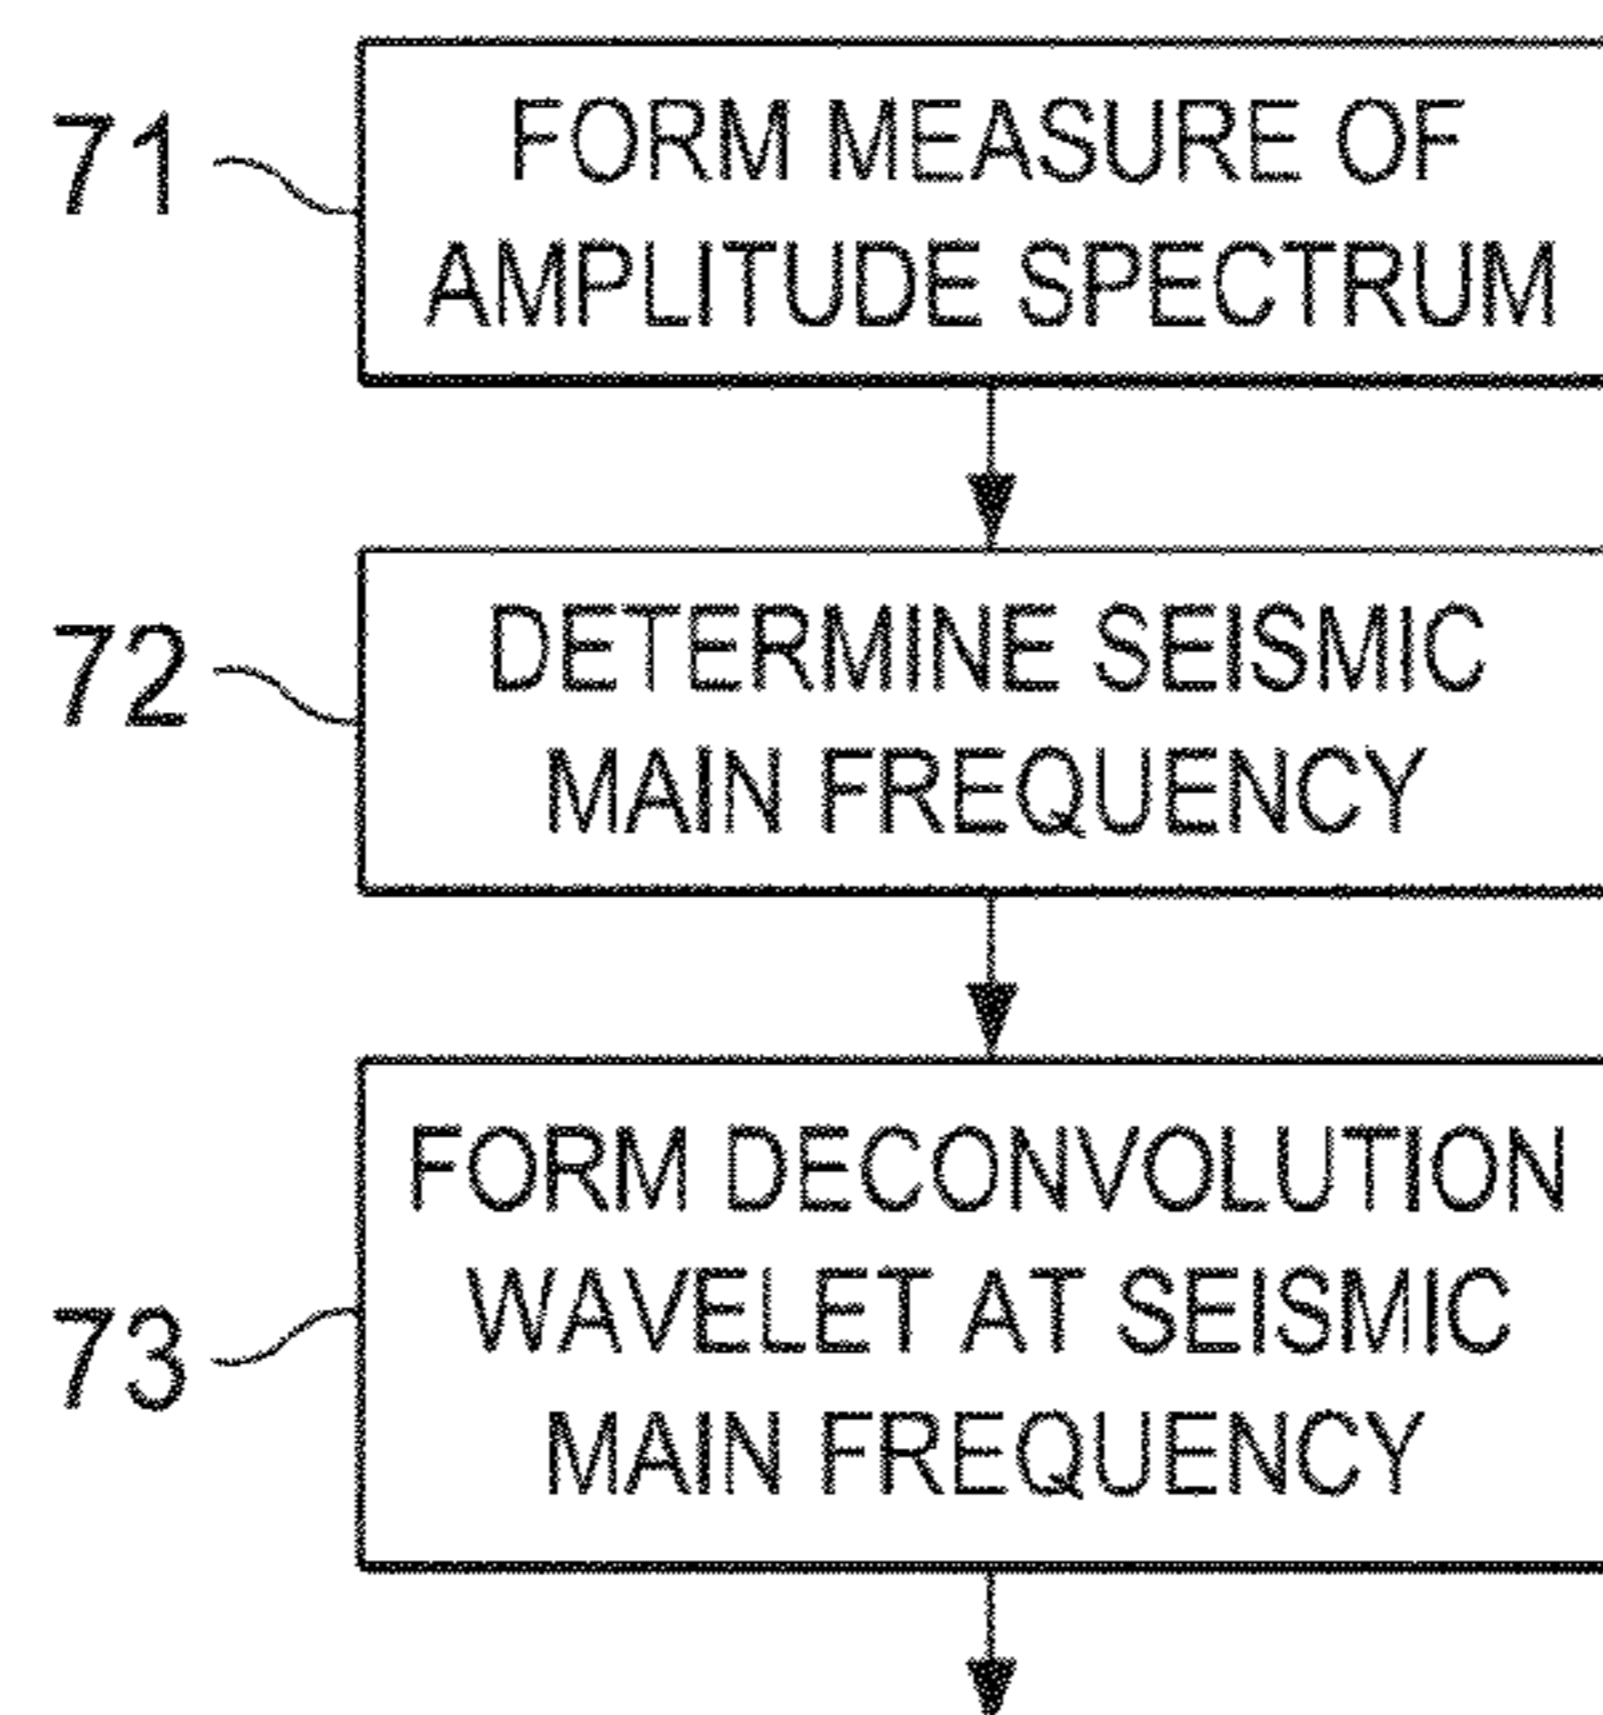 71
FORM MEASURE OF
AMPLITUDE SPECTRUM
72
DETERMINE SEISMIC
MAIN FREQUENCY
73
FORM DECONVOLUTION
WAVELET AT SEISMIC
MAIN FREQUENCY